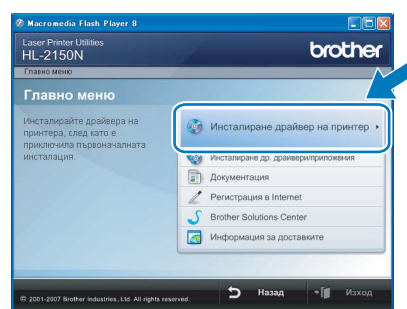 Macromedia Flash Player 8
Laser Printer Utilities
HL-2150N
brother
Главно меню
Главно меню
Инсталирайте драйвера на
принтера, след като е
приключила първоначалната
инсталация.
Инсталиране драйвер на принтер
Инсталиране др. драйвери/приложения
Документация
Регистрация в Internet
Brother Solutions Center
Информация за доставките
© 2001-2007 Brother Industries, Ltd. All rights reserved.
Назад
Изход